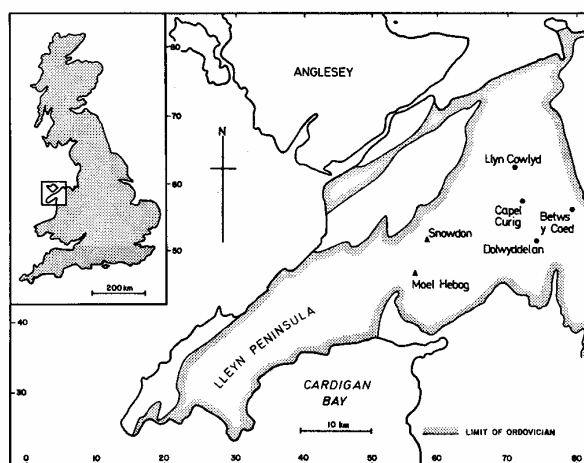 80
ANGLESEY
70
N
Llyn Cowlyd
60
Capel
Curig
Betws
y Coed
Snowdon
50
Dolwyddelan
200 km
Moel Hebog
40
LLEYN PENINSULA
30
CARDIGAN
BAY
10 km
LIMIT OF ORDOVICIAN
0
10
20
30
40
50
60
70
80